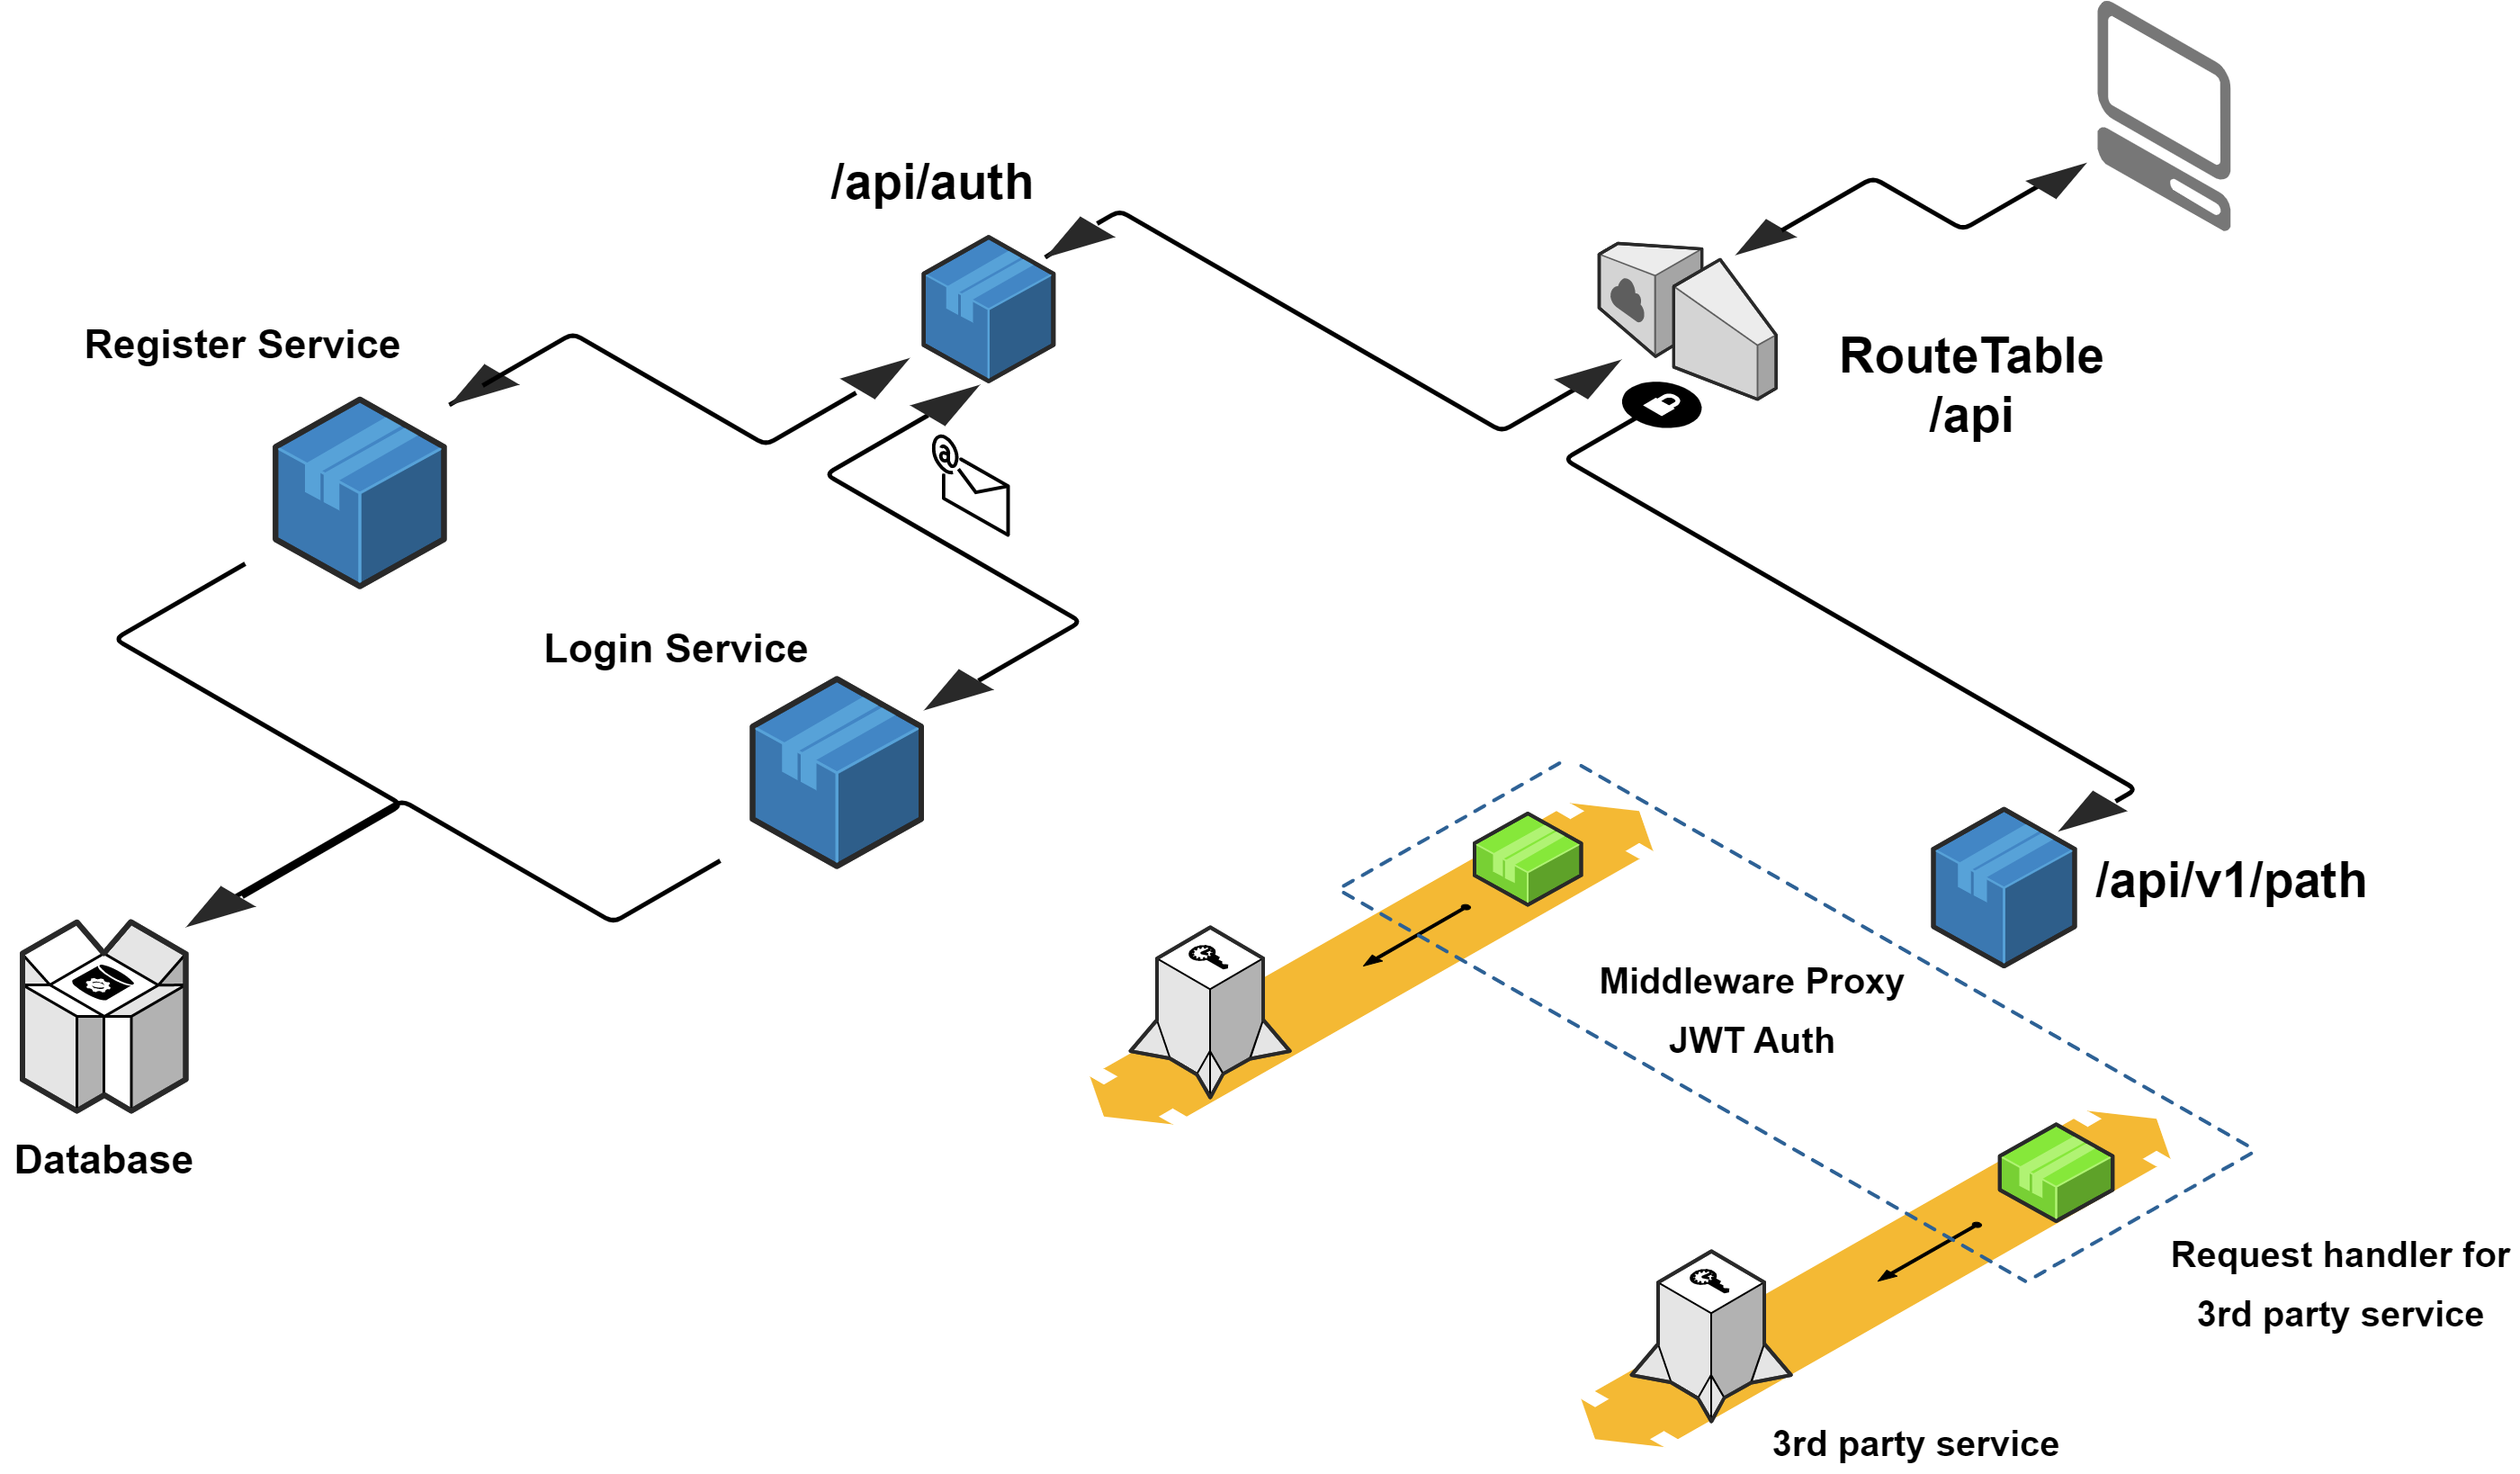 /api/auth
Register Service
RouteTable
/api
Login Service
/api/v1/path
Middleware Proxy
JWT Auth
Database
Request handler for
3rd party service
3rd party service
@